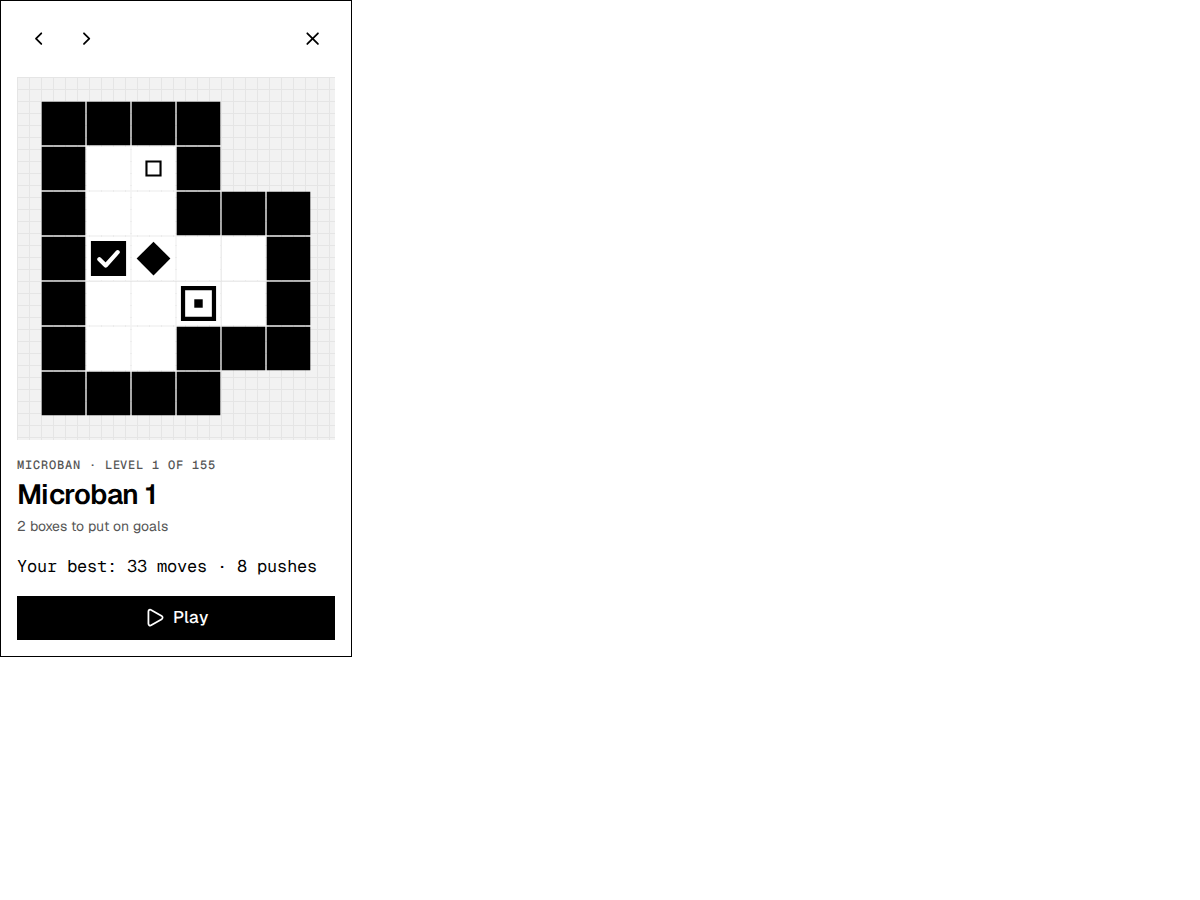 MICROBAN · LEVEL 1 OF 155
Microban 1
2 boxes to put on goals
Your best: 33 moves · 8 pushes
Play